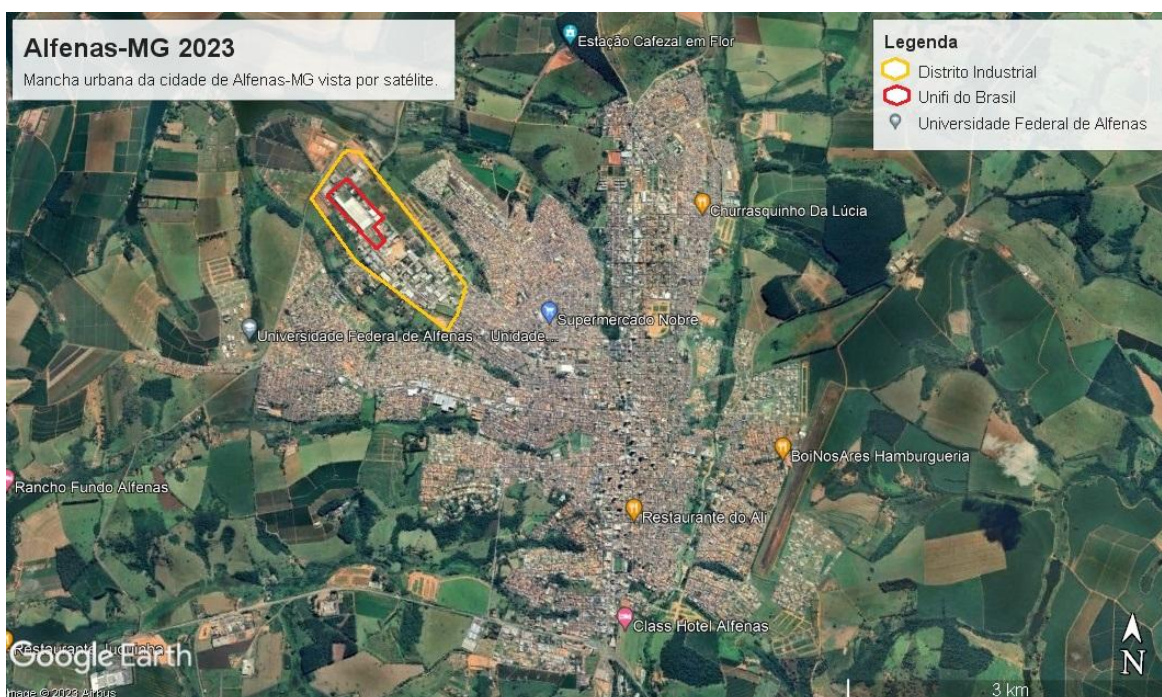 Alfenas-MG 2023
Mancha urbana da cidade de Alfenas-MG vista por satélite.
Legenda
Distrito Industrial
Unifi do Brasil
Universidade Federal de Alfenas
Estação Cafezal em Flor
Churrasquinho Da Lúcia
Supermercado Nobre
Universidade Federal de Alfenas - Unidade...
BoiNosAres Hamburgueria
Rancho Fundo Alfenas
Restaurante do Ali
Class Hotel Alfenas
Restaurante Juquinha
Google Earth
Image © 2023 Airbus
3 km
N